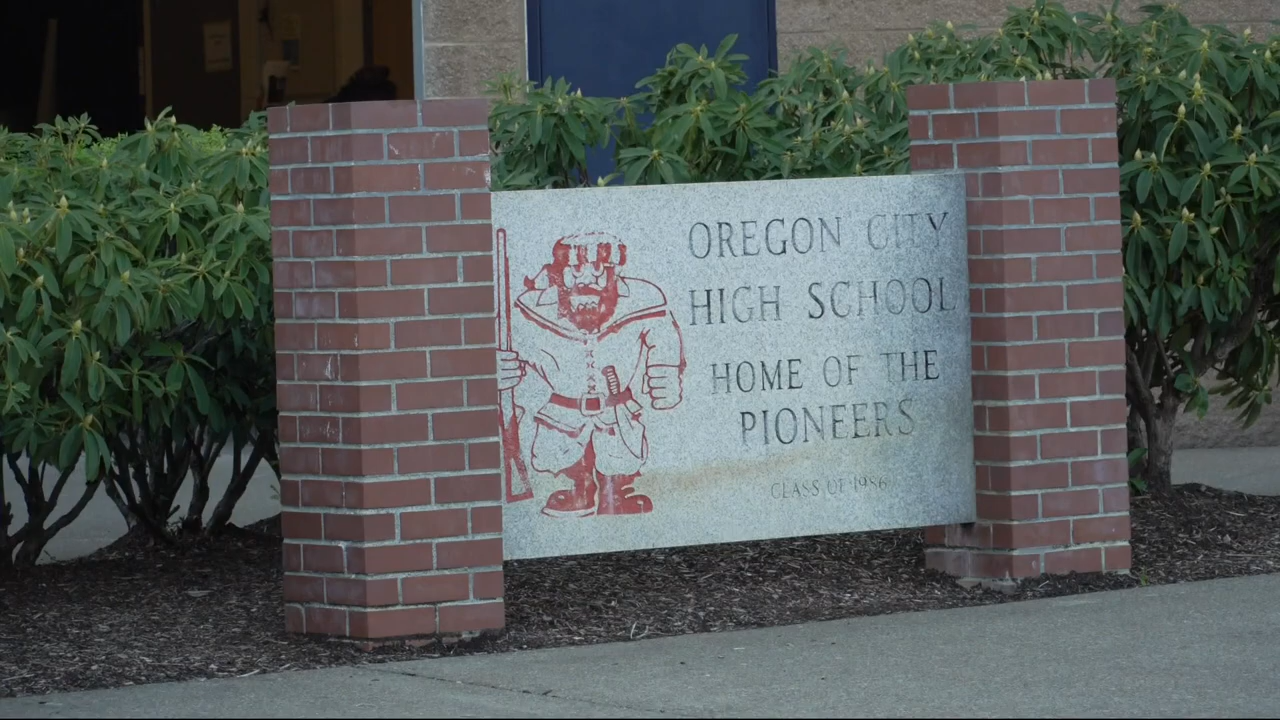 OREGON CITY
HIGH SCHOOL
HOME OF THE
PIONEERS
CLASS OF 1986